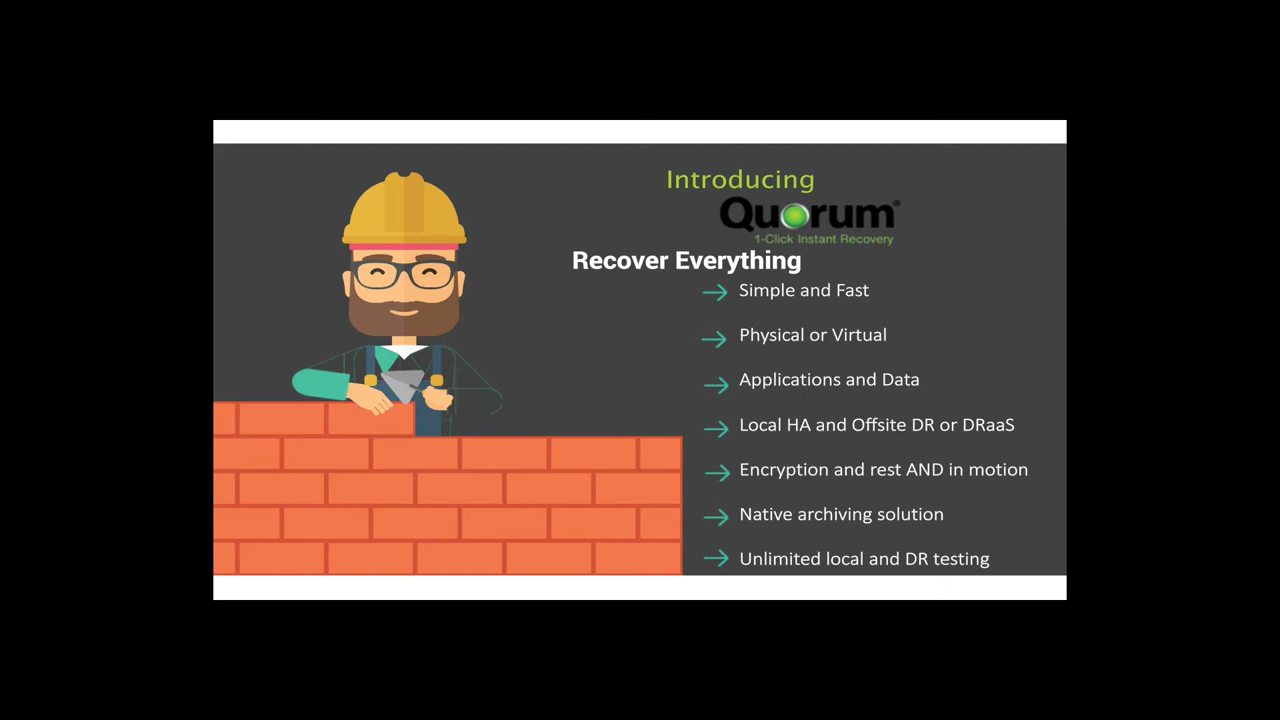 Introducing
Quorum®
1-Click Instant Recovery
Recover Everything
Simple and Fast
Physical or Virtual
Applications and Data
Local HA and Offsite DR or DRaaS
Encryption and rest AND in motion
Native archiving solution
Unlimited local and DR testing